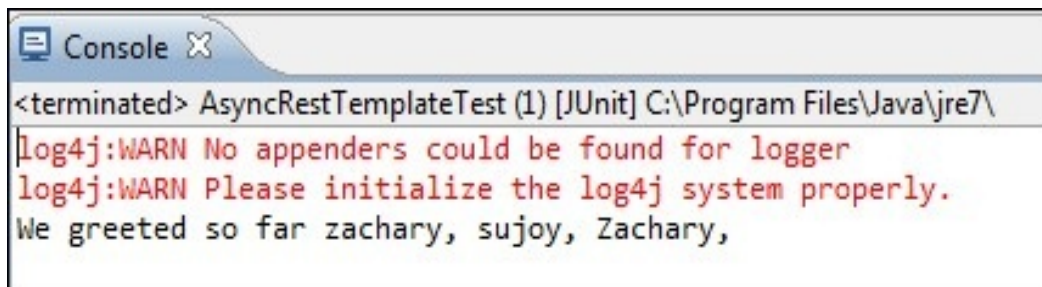 Console
<terminated> AsyncRestTemplateTest (1) [JUnit] C:\Program Files\Java\jre7\
log4j:WARN No appenders could be found for logger
log4j:WARN Please initialize the log4j system properly.
We greeted so far zachary, sujoy, Zachary,